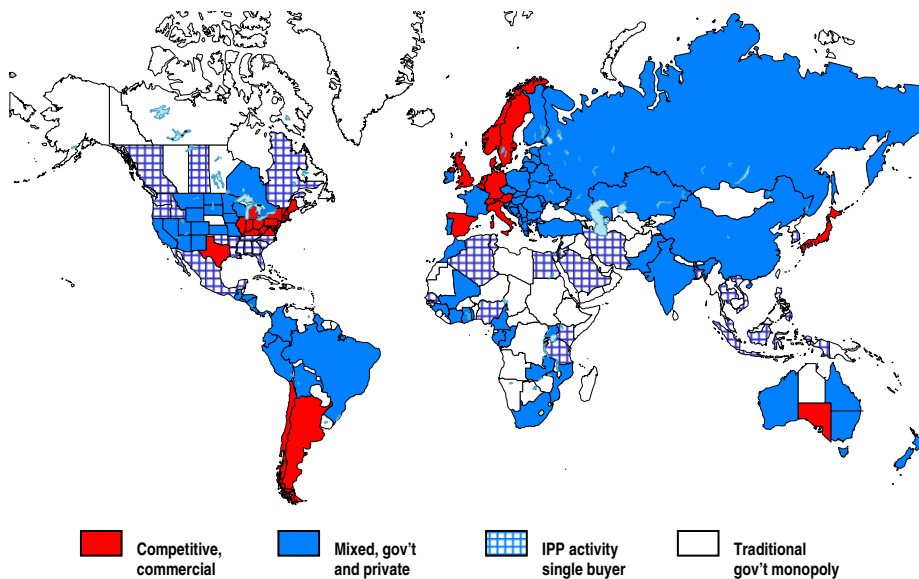 Competitive,
commercial
Mixed, gov't
and private
IPP activity
single buyer
Traditional
gov't monopoly